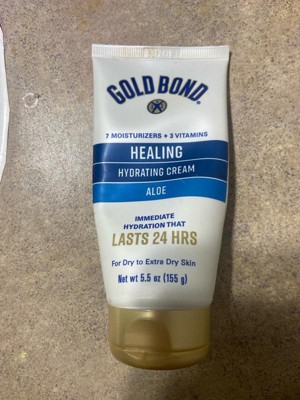 GOLD BOND
7 MOISTURIZERS + 3 VITAMINS
HEALING
HYDRATING CREAM
ALOE
IMMEDIATE
HYDRATION THAT
LASTS 24 HRS
For Dry to Extra Dry Skin
Net wt 5.5 oz (155 g)